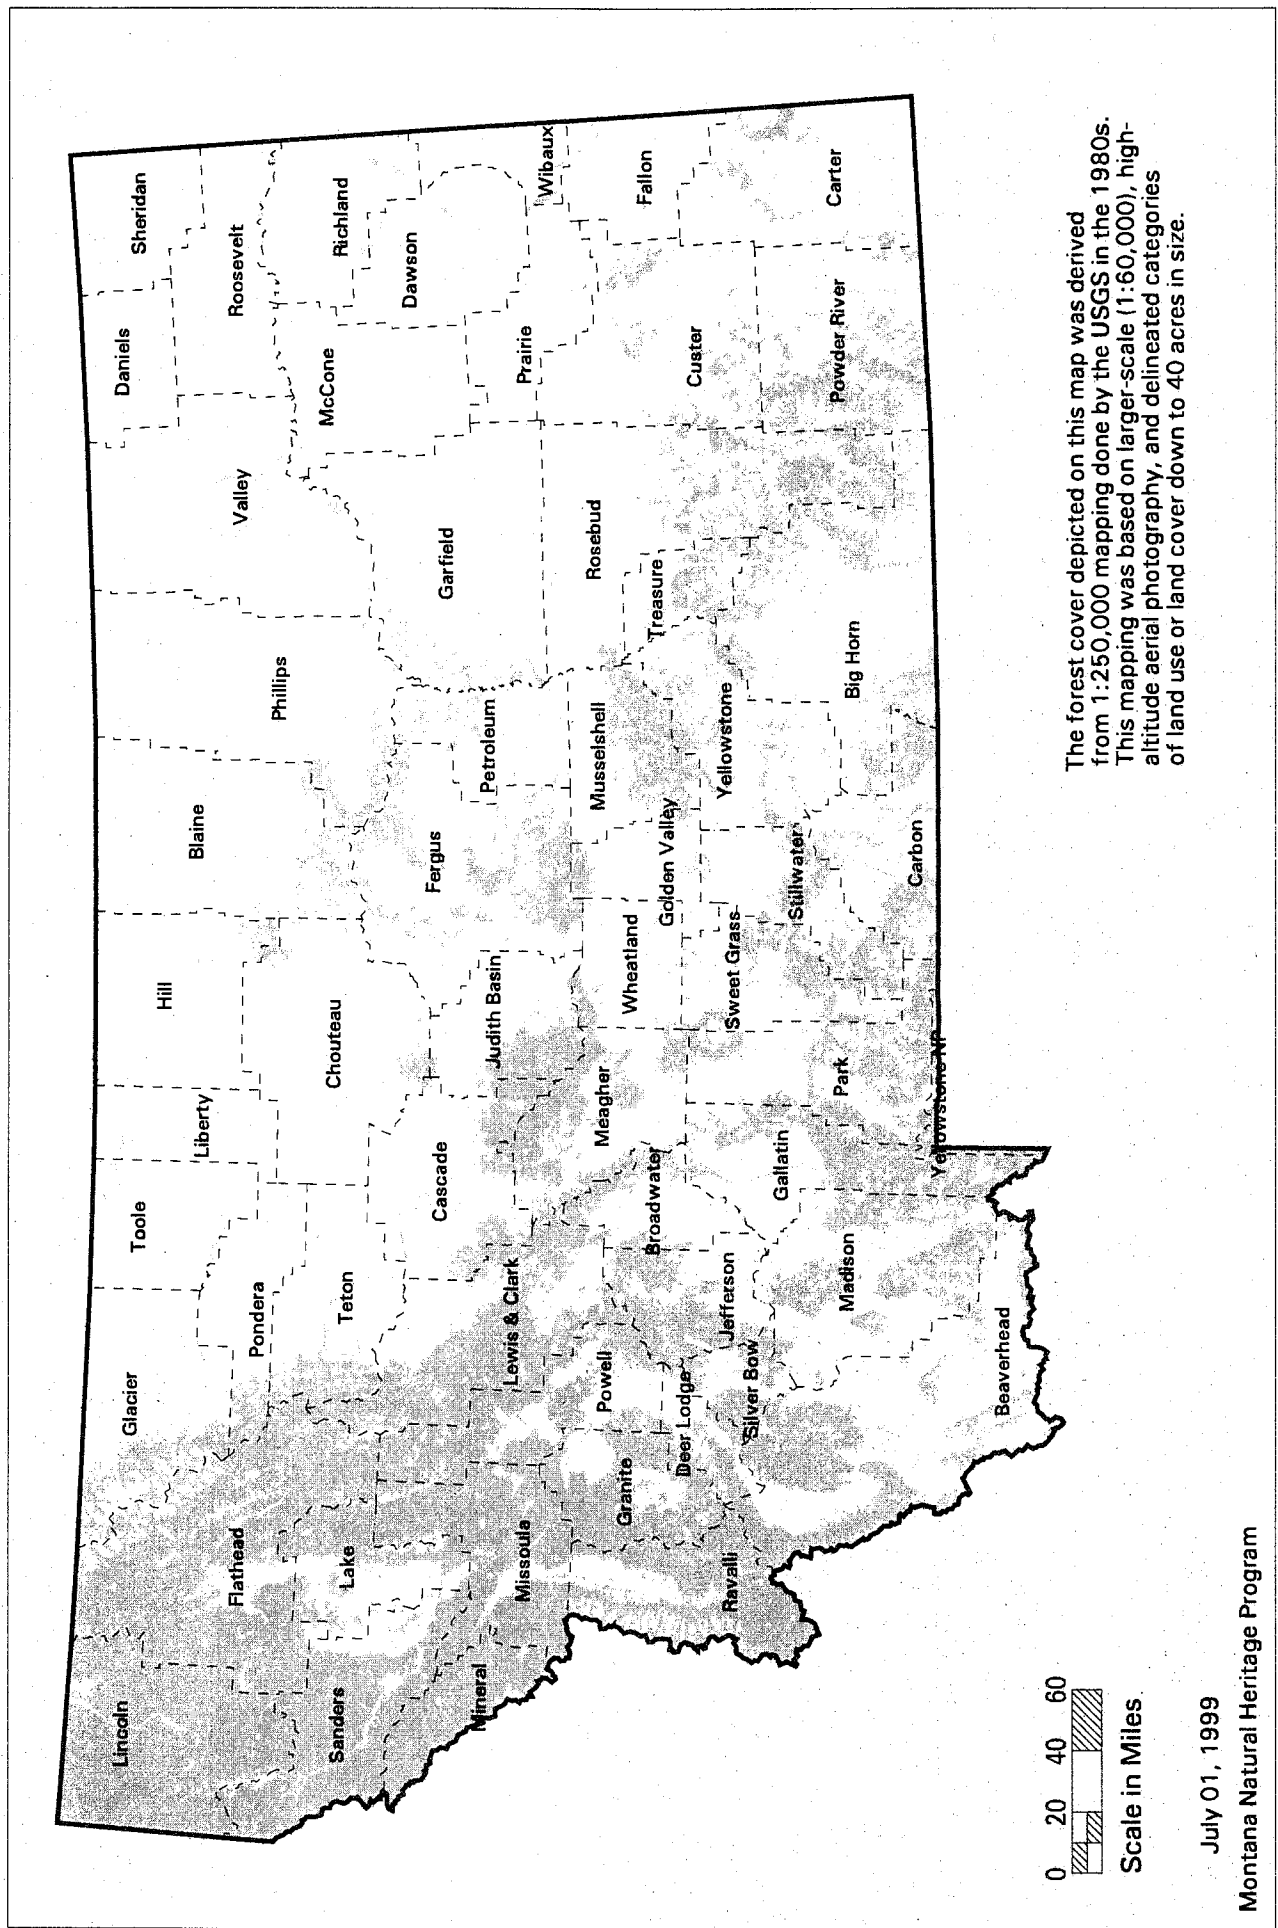 Lincoln
Flathead
Glacier
Toole
Liberty
Hill
Blaine
Phillips
Valley
Daniels
Sheridan
Roosevelt
Richland
McCone
Dawson
Garfield
Prairie
Wibaux
Fallon
Carter
Custer
Powder River
Rosebud
Treasure
Big Horn
Yellowstone
Musselshell
Petroleum
Fergus
Golden Valley
Stillwater
Carbon
Sweet Grass
Wheatland
Judith Basin
Chouteau
Pondera
Teton
Cascade
Meagher
Park
Yellowstone NP
Gallatin
Broadwater
Lewis & Clark
Jefferson
Madison
Beaverhead
Silver Bow
Deer Lodge
Powell
Granite
Ravalli
Missoula
Lake
Sanders
Mineral
0 20 40 60
Scale in Miles
July 01, 1999
Montana Natural Heritage Program
The forest cover depicted on this map was derived
from 1:250,000 mapping done by the USGS in the 1980s.
This mapping was based on larger-scale (1:60,000), high-
altitude aerial photography, and delineated categories
of land use or land cover down to 40 acres in size.